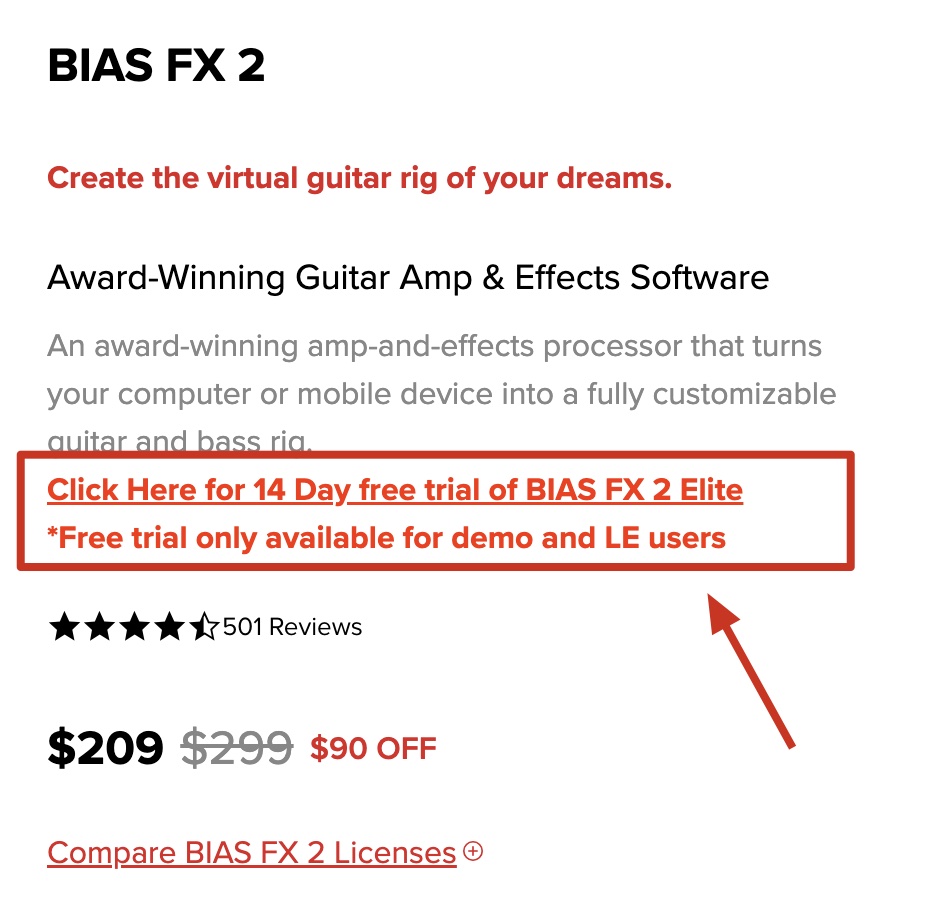 BIAS FX 2
Create the virtual guitar rig of your dreams.
Award-Winning Guitar Amp & Effects Software
An award-winning amp-and-effects processor that turns
your computer or mobile device into a fully customizable
guitar and bass rig.
Click Here for 14 Day free trial of BIAS FX 2 Elite
*Free trial only available for demo and LE users
501 Reviews
$209 $299 $90 OFF
Compare BIAS FX 2 Licenses